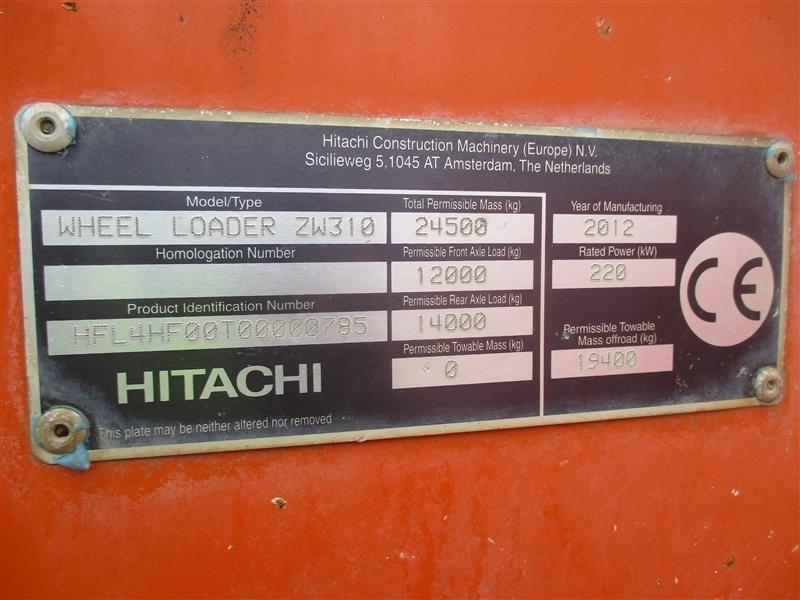 Hitachi Construction Machinery (Europe) N.V.
Sicilieweg 5,1045 AT Amsterdam, The Netherlands
Model/Type
WHEEL LOADER ZW310
Homologation Number
Product Identification Number
HFL4HF00T00000785
HITACHI
This plate may be neither altered nor removed
Total Permissible Mass (kg)
24500
Permissible Front Axle Load (kg)
12000
Permissible Rear Axle Load (kg)
14000
Permissible Towable Mass (kg)
0
Year of Manufacturing
2012
Rated Power (kW)
220
Permissible Towable
Mass offroad (kg)
19400
CE